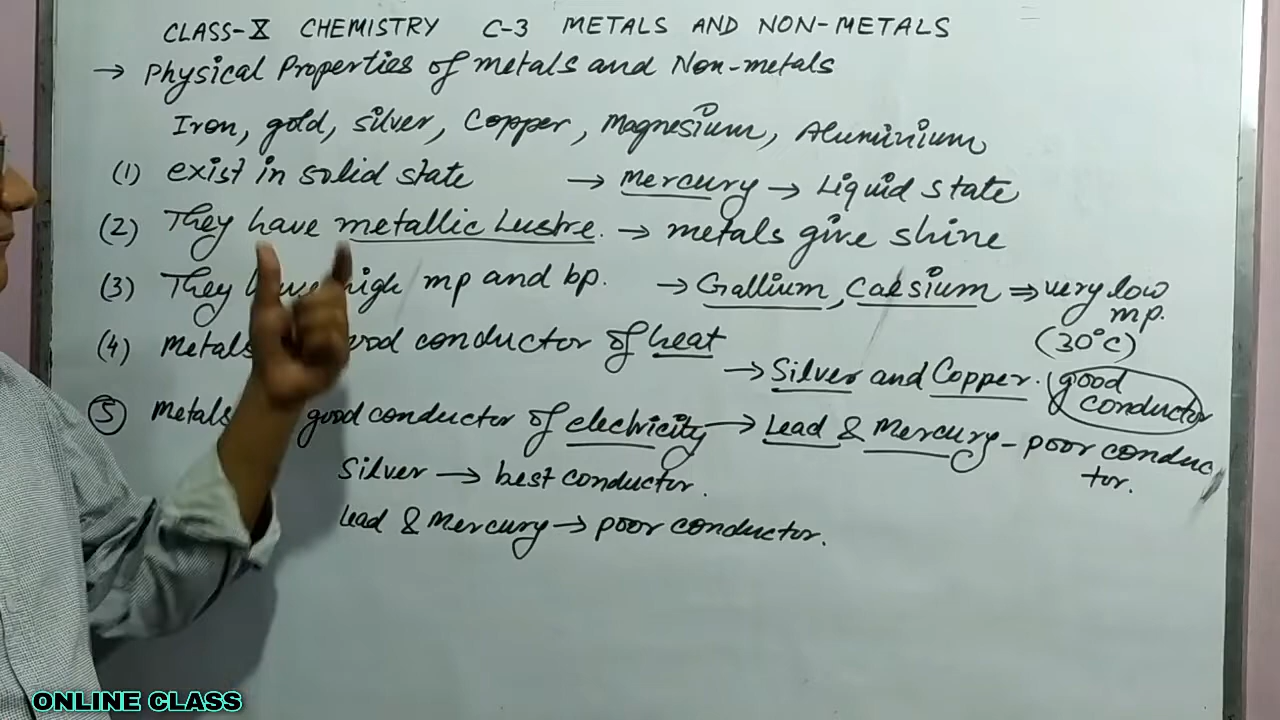 CLASS-X CHEMISTRY C-3 METALS AND NON-METALS
→ Physical Properties of metals and Non-metals
Iron, gold, silver, Copper, Magnesium, Aluminium
(1) exist in solid state → Mercury → Liquid state
(2) They have metallic Lustre. → metals give shine
(3) They have high mp and bp. → Gallium, Caesium ⇒ very low
mp.
(30°C)
(4) Metals good conductor of heat
→ Silver and Copper. good
conductor
(5) Metals good conductor of electricity → Lead & Mercury - poor conduc
tor.
Silver → best conductor.
Lead & Mercury → poor conductor.
ONLINE CLASS